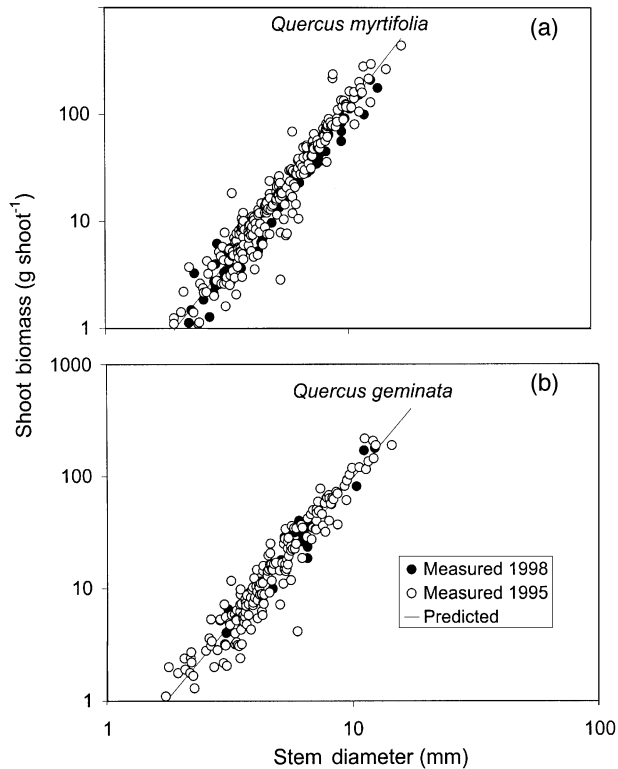 Quercus myrtifolia
(a)
100
10
1
Shoot biomass (g shoot-1)
1000
Quercus geminata
(b)
100
10
1
Measured 1998
Measured 1995
Predicted
1
10
100
Stem diameter (mm)